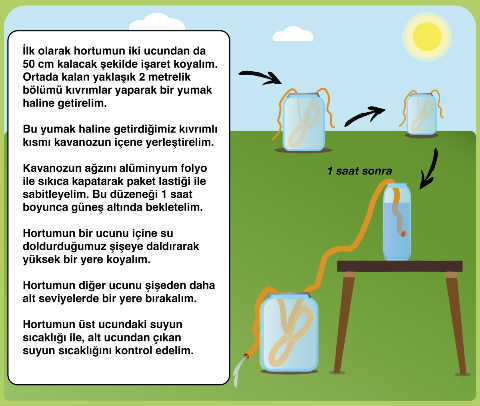 İlk olarak hortumun iki ucundan da
50 cm kalacak şekilde işaret koyalım.
Ortada kalan yaklaşık 2 metrelik
bölümü kıvrımlar yaparak bir yumak
haline getirelim.
Bu yumak haline getirdiğimiz kıvrımlı
kısmı kavanozun içene yerleştirelim.
Kavanozun ağzını alüminyum folyo
ile sıkıca kapatarak paket lastiği ile
sabitleyelim. Bu düzeneği 1 saat
boyunca güneş altında bekletelim.
Hortumun bir ucunu içine su
doldurduğumuz şişeye daldırarak
yüksek bir yere koyalım.
Hortumun diğer ucunu şişeden daha
alt seviyelerde bir yere bırakalım.
Hortumun üst ucundaki suyun
sıcaklığı ile, alt ucundan çıkan
suyun sıcaklığını kontrol edelim.
1 saat sonra